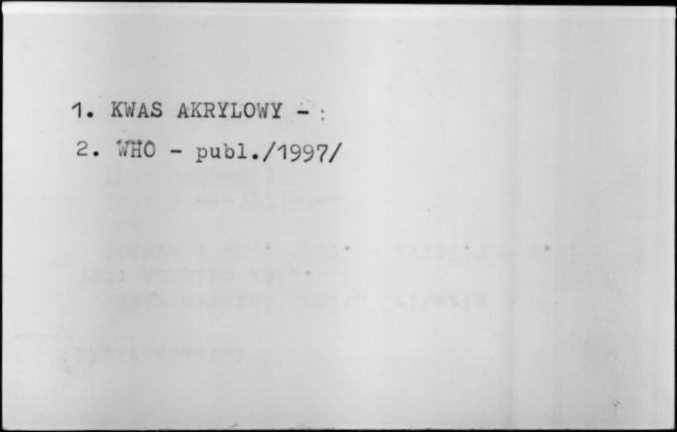 1. KWAS AKRYLOWY - :
2. WHO - publ./1997/